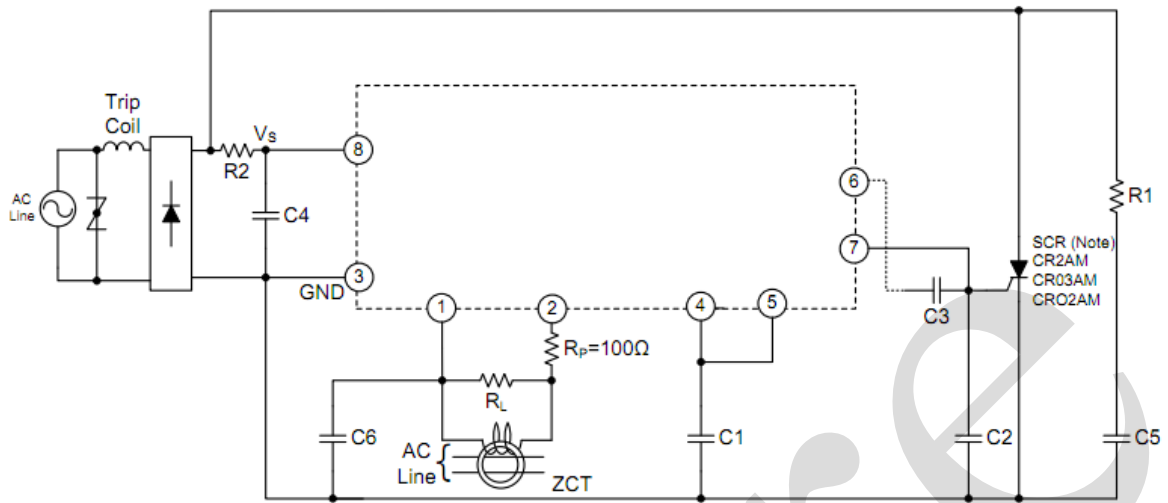 Trip
Coil
AC
Line
R2
Vs
C4
GND
8
3
1
2
4
5
6
7
RP=100Ω
RL
C6
AC
Line
ZCT
C1
C3
C2
SCR (Note)
CR2AM
CR03AM
CRO2AM
R1
C5